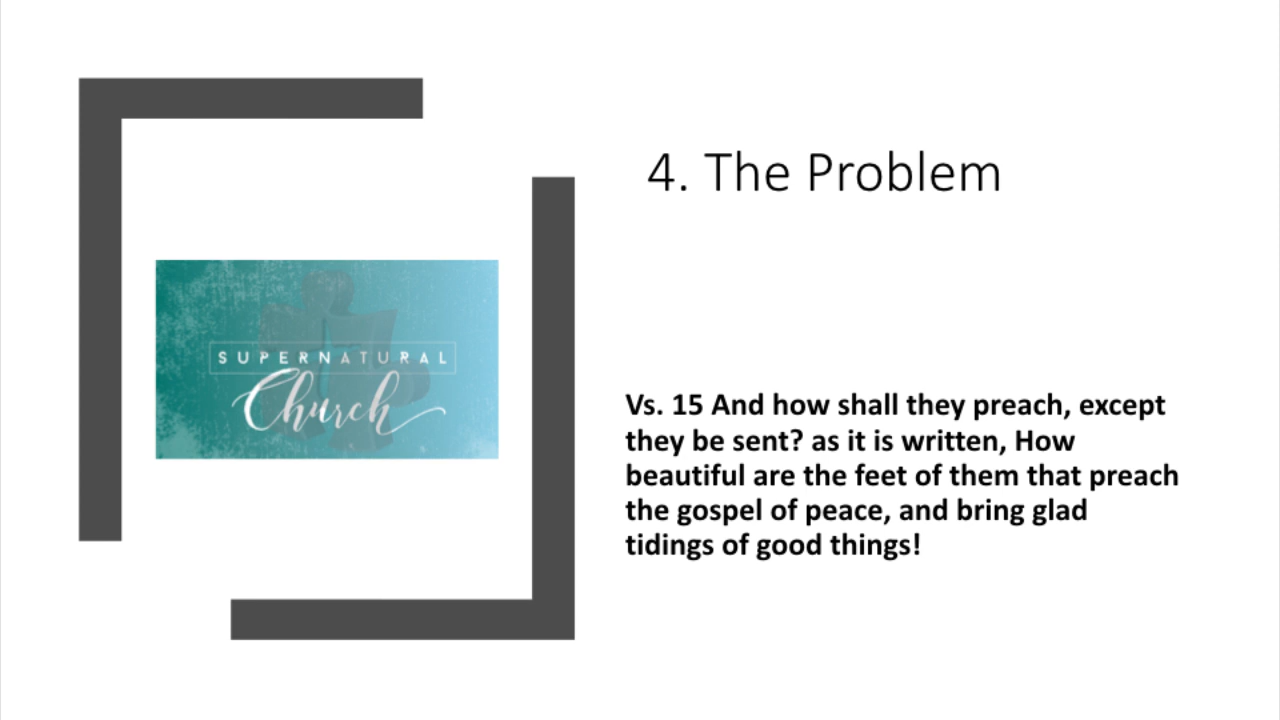 4. The Problem
SUPERNATURAL
Church
Vs. 15 And how shall they preach, except
they be sent? as it is written, How
beautiful are the feet of them that preach
the gospel of peace, and bring glad
tidings of good things!